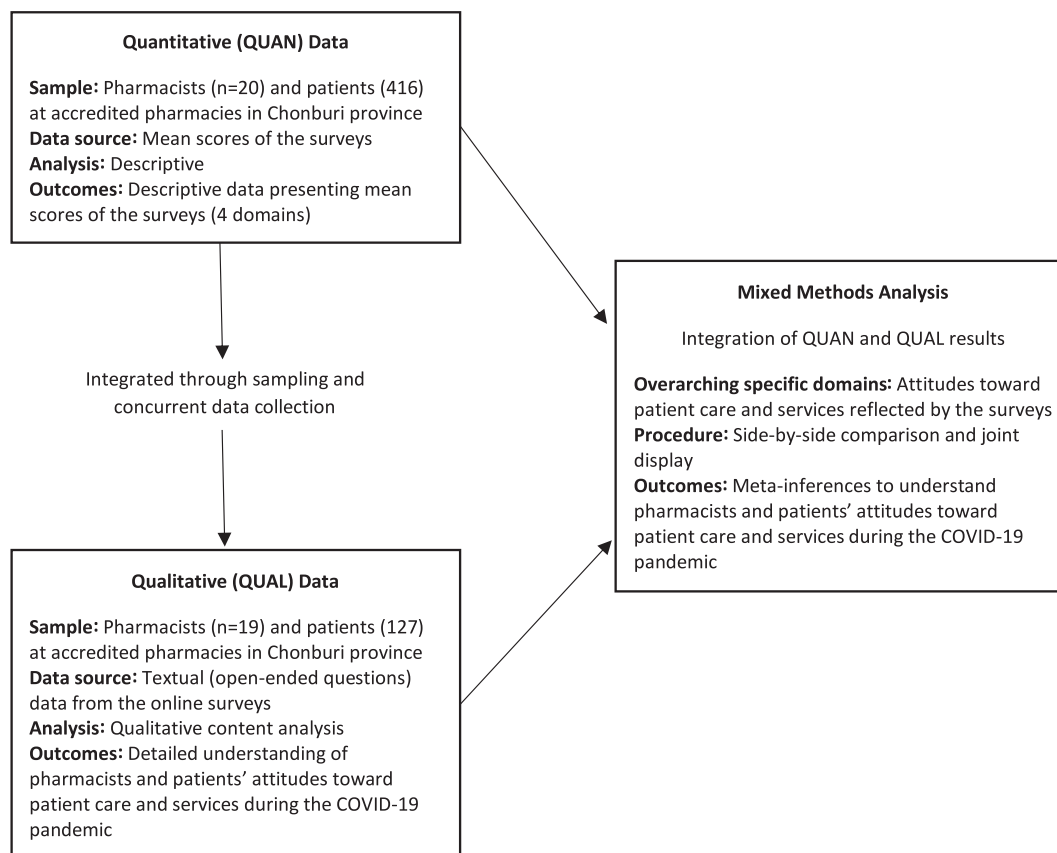 Quantitative (QUAN) Data
Sample: Pharmacists (n=20) and patients (416)
at accredited pharmacies in Chonburi province
Data source: Mean scores of the surveys
Analysis: Descriptive
Outcomes: Descriptive data presenting mean
scores of the surveys (4 domains)
Integrated through sampling and
concurrent data collection
Qualitative (QUAL) Data
Sample: Pharmacists (n=19) and patients (127)
at accredited pharmacies in Chonburi province
Data source: Textual (open-ended questions)
data from the online surveys
Analysis: Qualitative content analysis
Outcomes: Detailed understanding of
pharmacists and patients’ attitudes toward
patient care and services during the COVID-19
pandemic
Mixed Methods Analysis
Integration of QUAN and QUAL results
Overarching specific domains: Attitudes toward
patient care and services reflected by the surveys
Procedure: Side-by-side comparison and joint
display
Outcomes: Meta-inferences to understand
pharmacists and patients’ attitudes toward
patient care and services during the COVID-19
pandemic